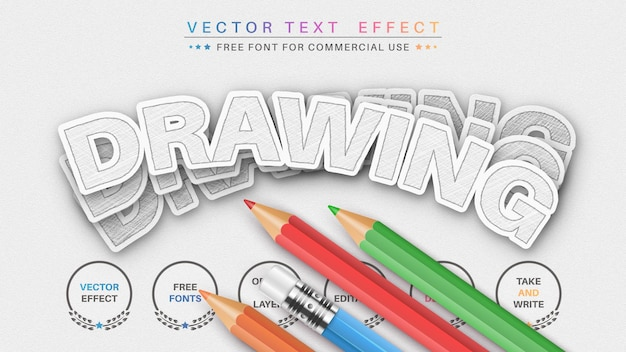 VECTOR TEXT EFFECT
FREE FONT FOR COMMERCIAL USE
DRAWING
VECTOR
EFFECT
FREE
FONTS
TAKE
AND
WRITE